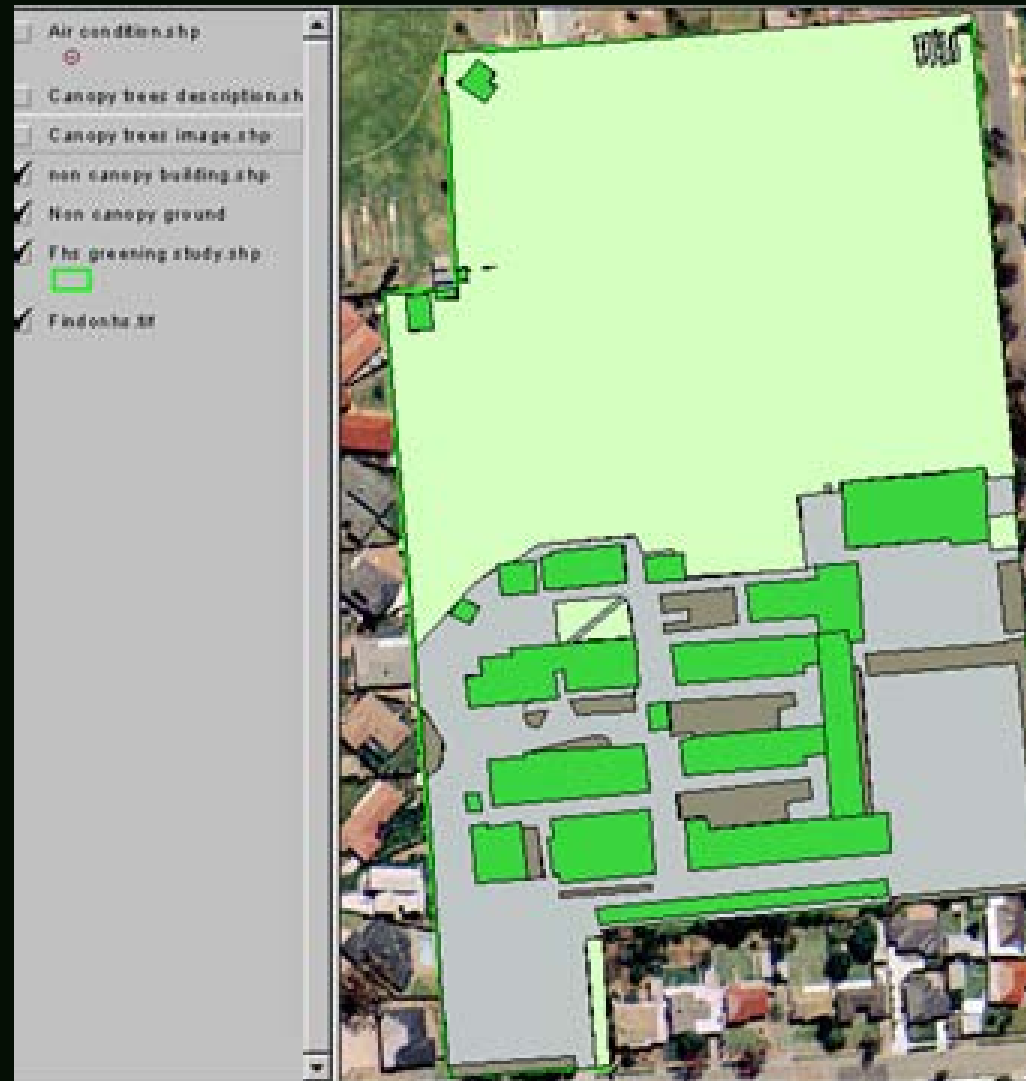 Air condition.shp
Canopy trees description.sh
Canopy trees image.shp
non canopy building.shp
Non canopy ground
Fhs greening study.shp
Findonhs.tif